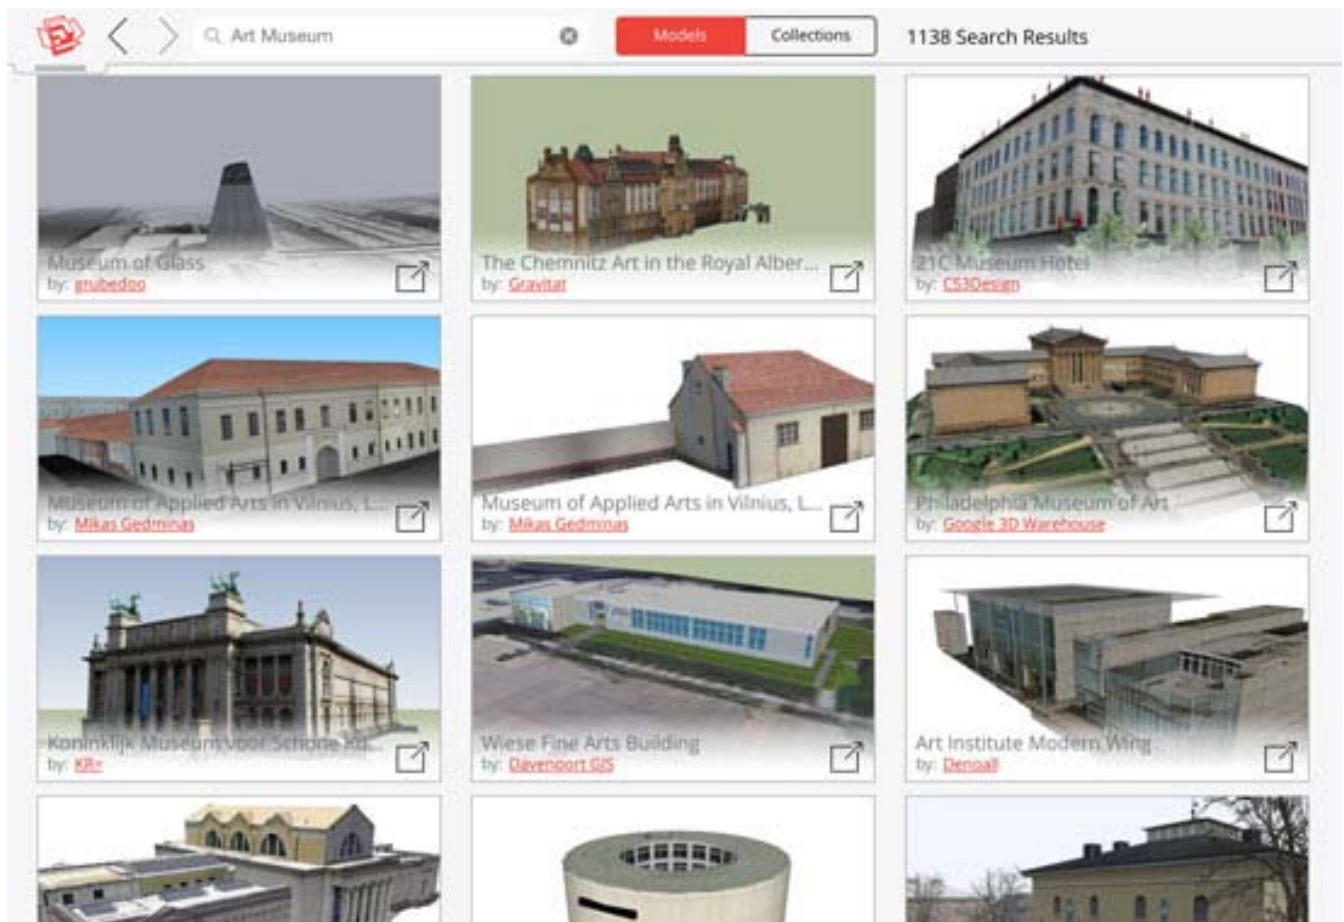 Art Museum
Models
Collections
1138 Search Results
Museum of Glass
by: grubedoo
The Chemnitz Art in the Royal Alber...
by: Gravitat
21C Museum Hotel
by: CS3Design
Museum of Applied Arts in Vilnius, L...
by: Mikas Gedminas
Museum of Applied Arts in Vilnius, L...
by: Mikas Gedminas
Philadelphia Museum of Art
by: Google 3D Warehouse
Koninklijk Museum voor Schone Ku...
by: KR=
Wiese Fine Arts Building
by: Davenport GIS
Art Institute Modern Wing
by: Denoall